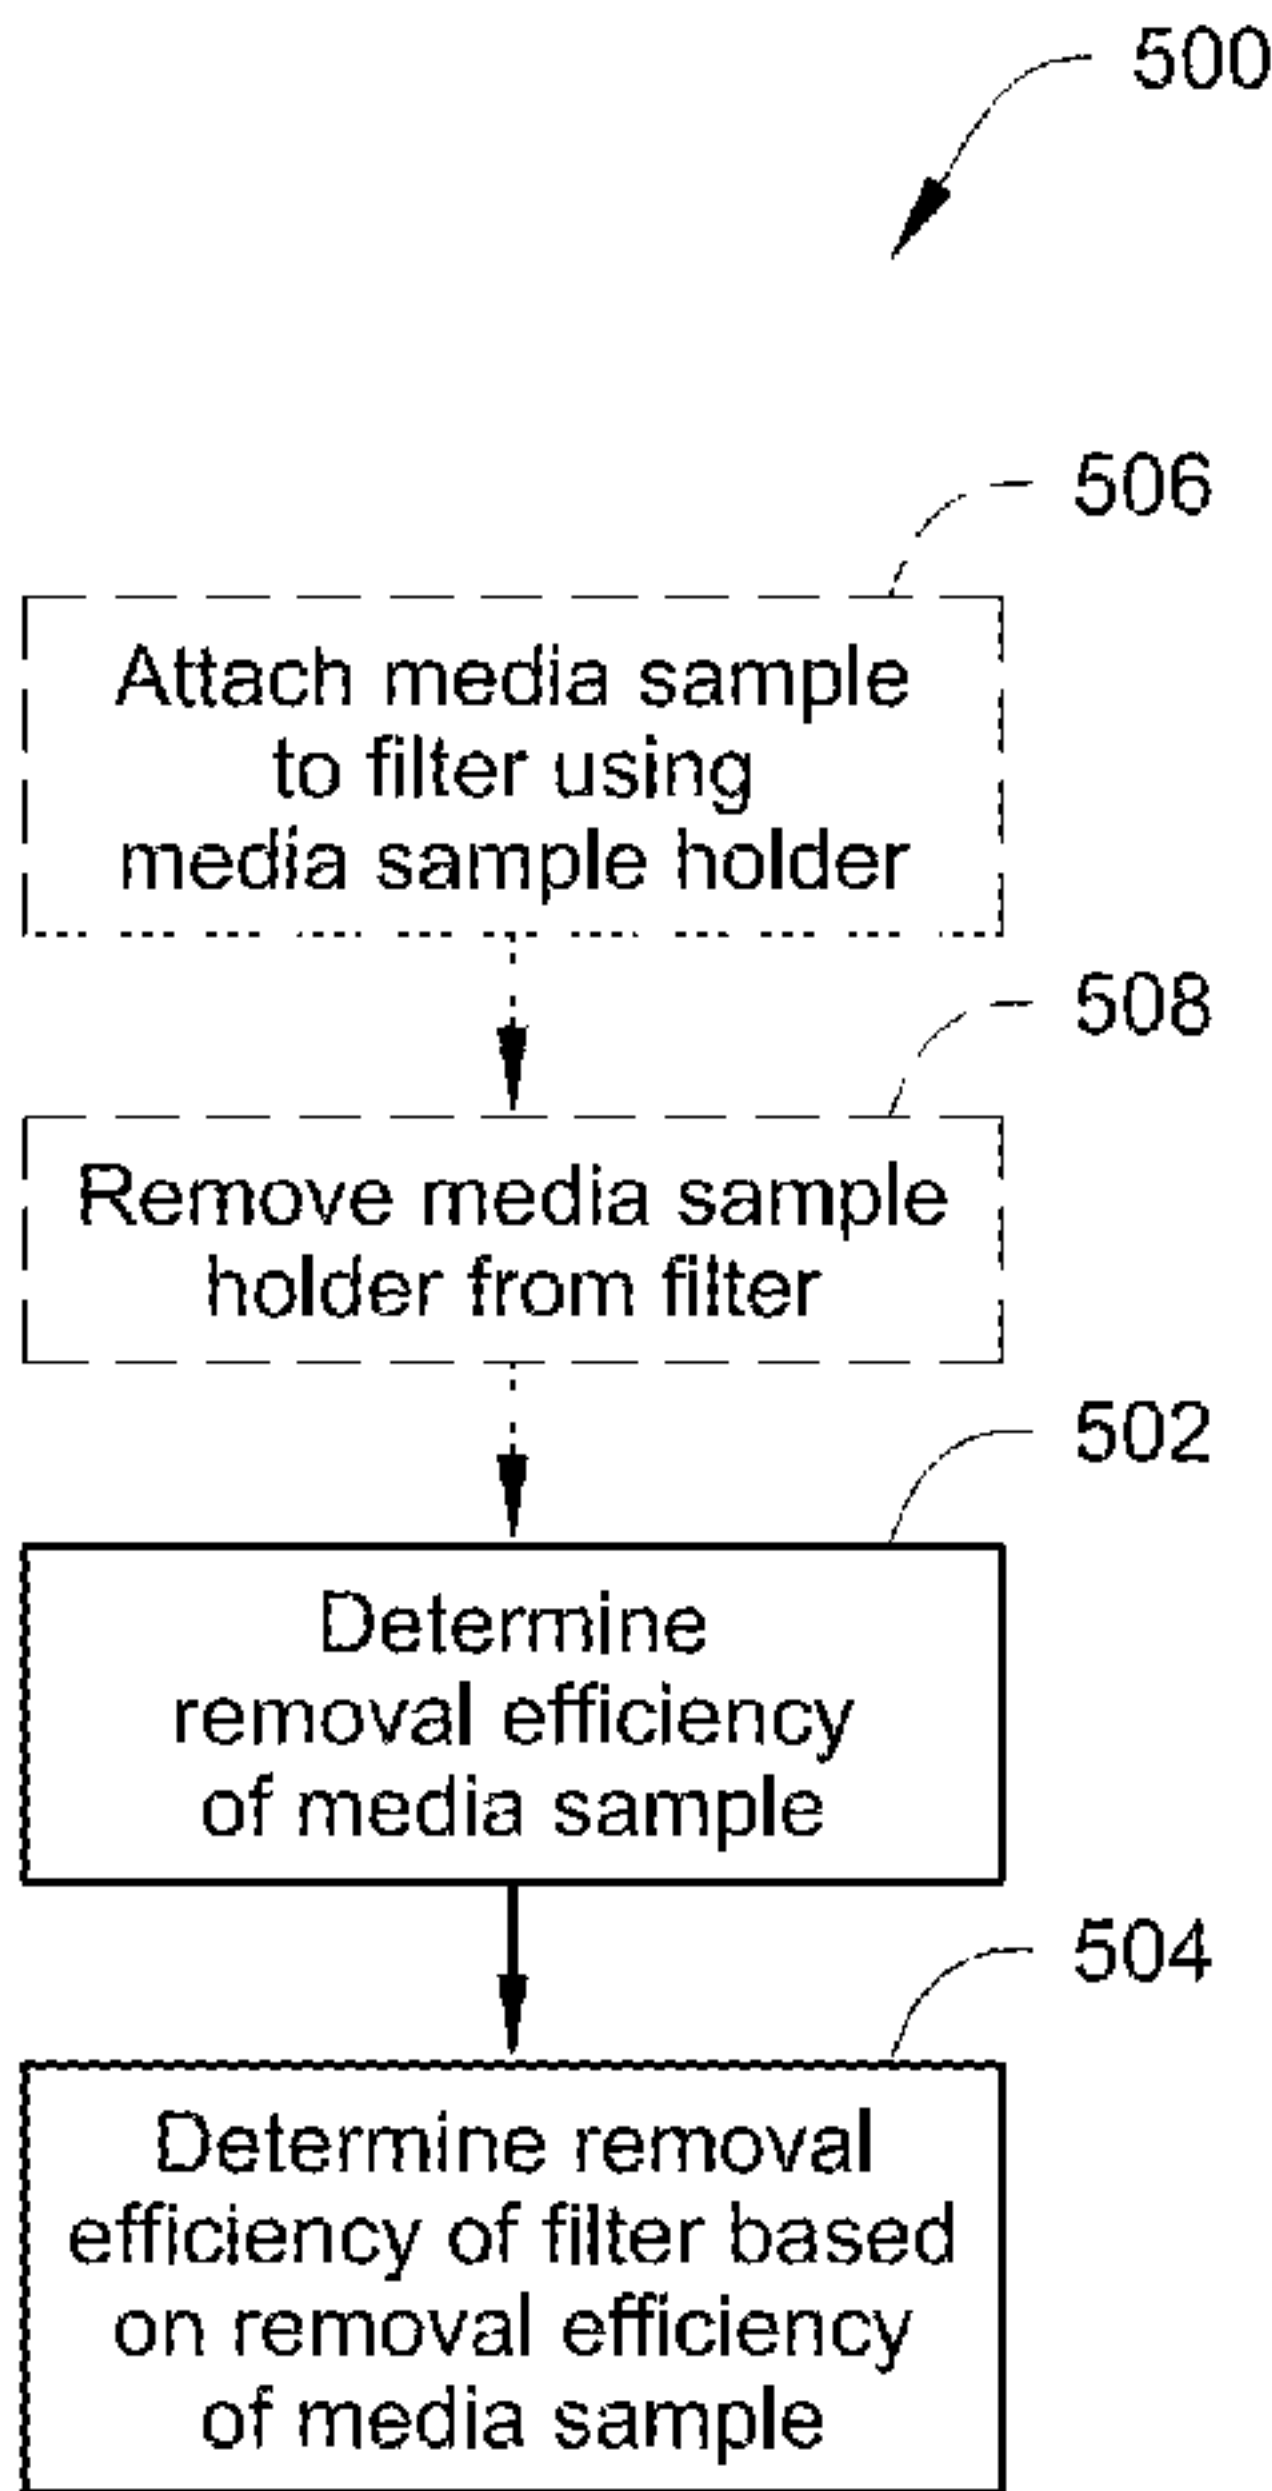 500
506
Attach media sample
to filter using
media sample holder
508
Remove media sample
holder from filter
502
Determine
removal efficiency
of media sample
504
Determine removal
efficiency of filter based
on removal efficiency
of media sample